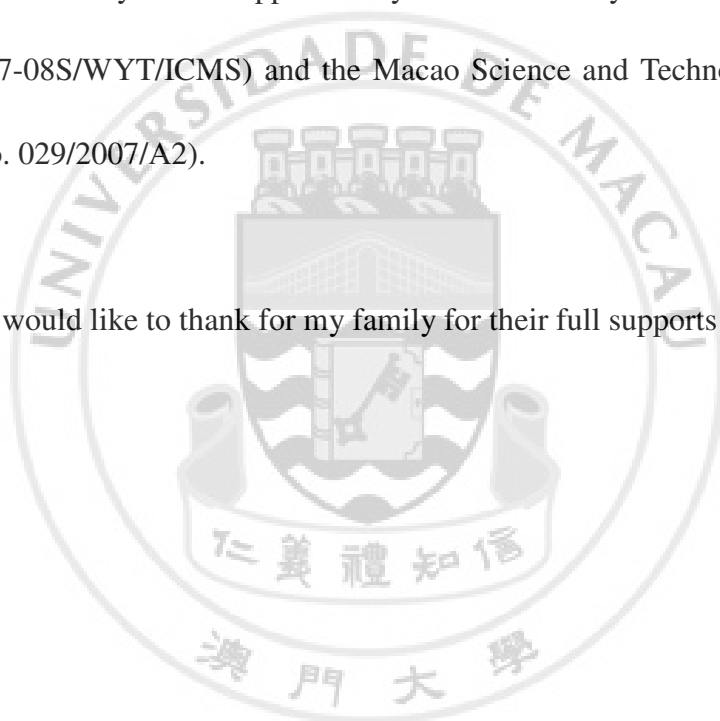 7-08S/WYT/ICMS) and the Macao Science and Techno
029/2007/A2).
would like to thank for my family for their full supports
UNIVERSIDADE DE MACAU
仁義禮知信
澳門大學